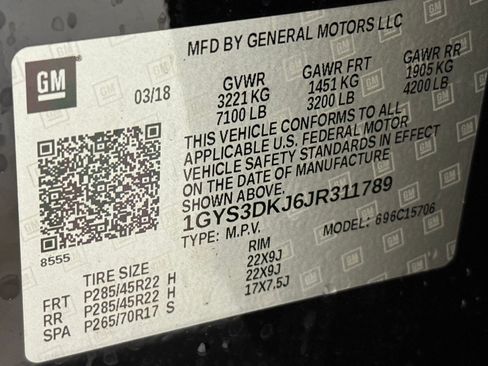 MFD BY GENERAL MOTORS LLC
GM
03/18
GVWR GAWR FRT GAWR RR
3221 KG 1451 KG 1905 KG
7100 LB 3200 LB 4200 LB
THIS VEHICLE CONFORMS TO ALL
APPLICABLE U.S. FEDERAL MOTOR
VEHICLE SAFETY STANDARDS IN EFFECT
ON THE DATE OF MANUFACTURE
SHOWN ABOVE.
1GYS3DKJ6JR311789
TYPE: M.P.V. MODEL: 696C15706
8555
TIRE SIZE RIM
FRT P285/45R22 H 22X9J
RR P285/45R22 H 22X9J
SPA P265/70R17 S 17X7.5J